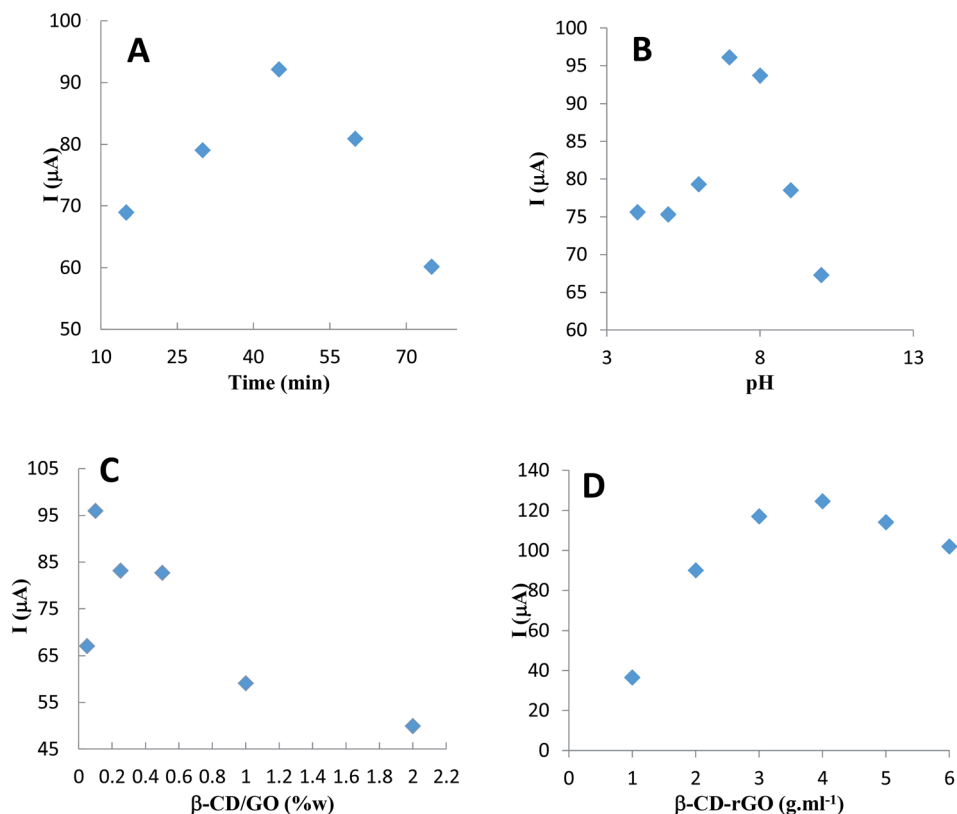 A
100
90
80
70
60
50
I (µA)
10 25 40 55 70
Time (min)
B
100
95
90
85
80
75
70
65
60
I (µA)
3 8 13
pH
C
105
95
85
75
65
55
45
I (µA)
0 0.2 0.4 0.6 0.8 1 1.2 1.4 1.6 1.8 2 2.2
β-CD/GO (%w)
D
140
120
100
80
60
40
20
0
I (µA)
0 1 2 3 4 5 6
β-CD-rGO (g.ml⁻¹)